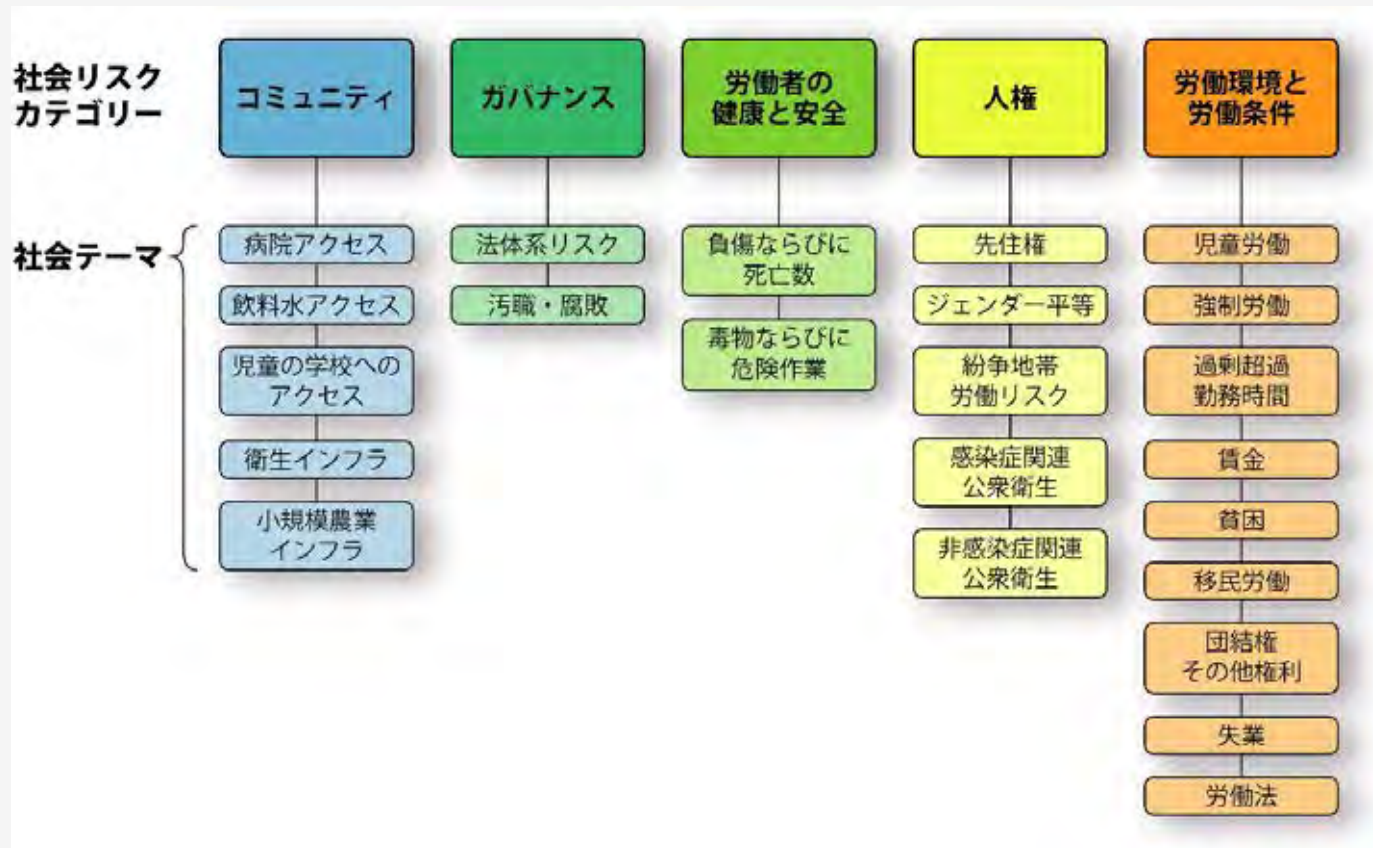 社会リスク
カテゴリー
コミュニティ
ガバナンス
労働者の
健康と安全
人権
労働環境と
労働条件
社会テーマ
病院アクセス
飲料水アクセス
児童の学校への
アクセス
衛生インフラ
小規模農業
インフラ
法体系リスク
汚職・腐敗
負傷ならびに
死亡数
毒物ならびに
危険作業
先住権
ジェンダー平等
紛争地帯
労働リスク
感染症関連
公衆衛生
非感染症関連
公衆衛生
児童労働
強制労働
過剰超過
勤務時間
賃金
貧困
移民労働
団結権
その他権利
失業
労働法